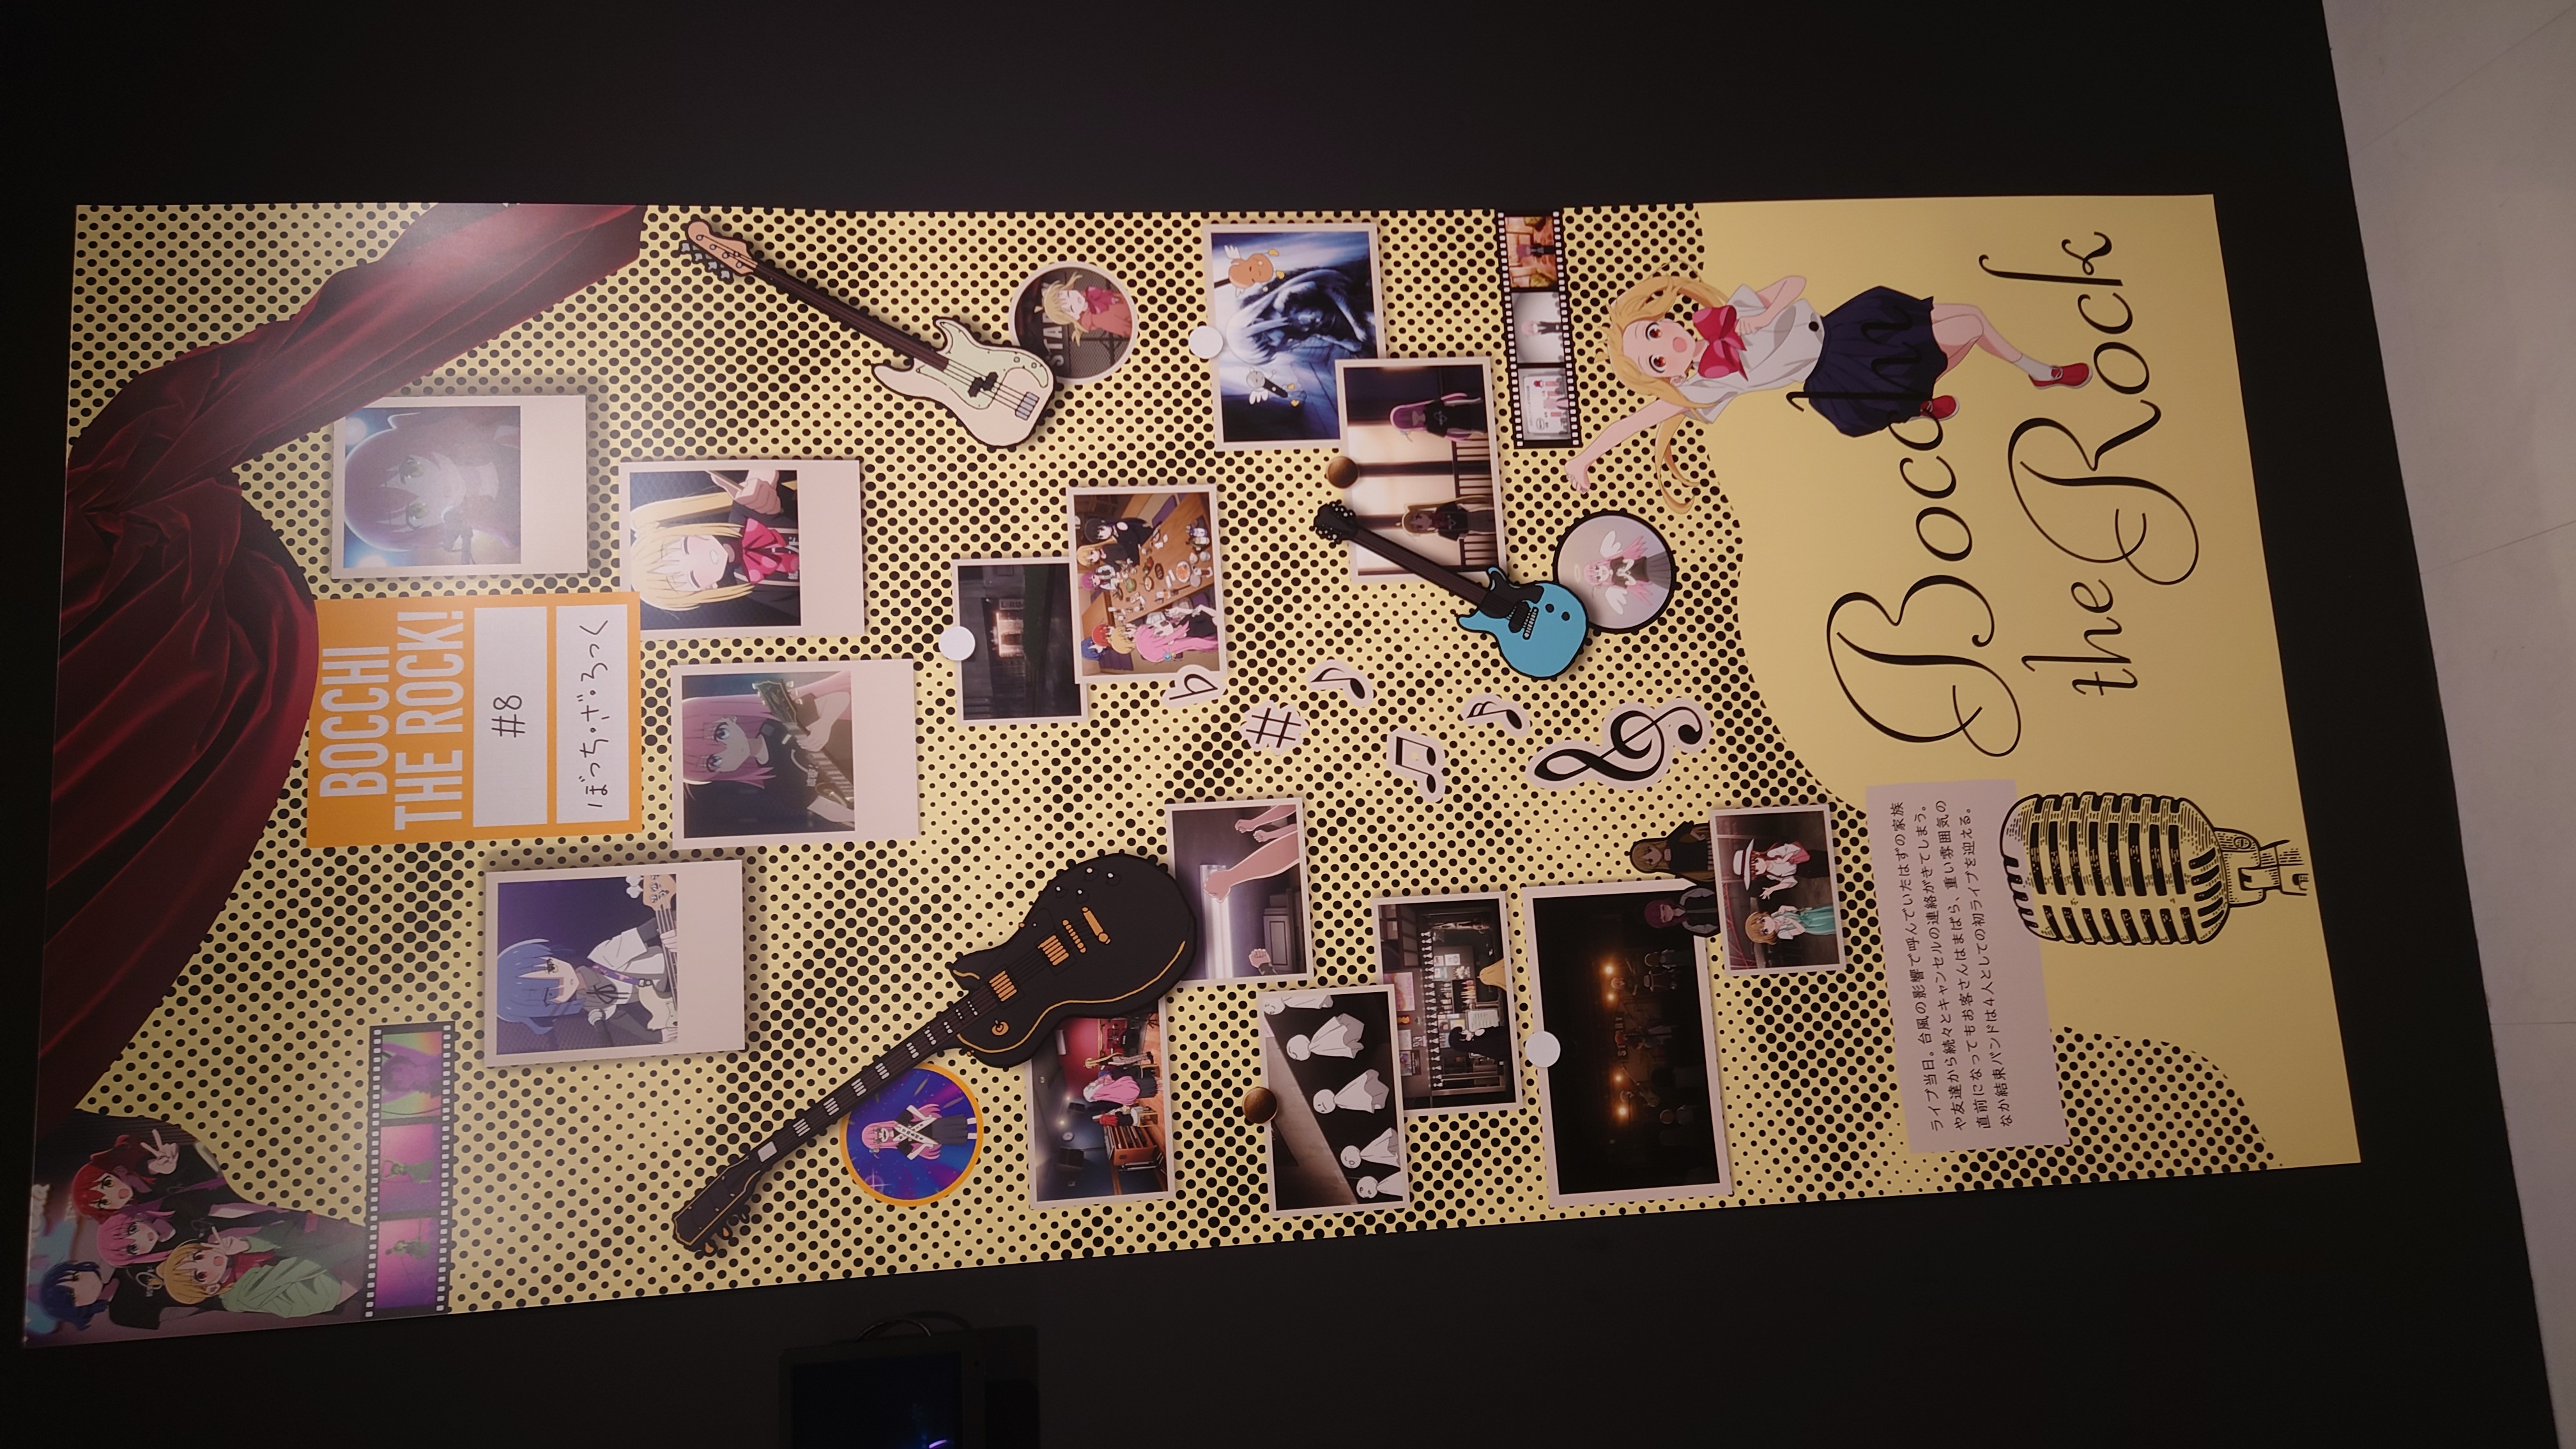 BOCCHI
THE ROCK!
#8
ぼっち・ざ・ろっく
START
ライブ当日。台風の影響で呼んでいたはずの家族
や友達から続々とキャンセルの連絡がきてしまう。
直前になってもお客さんはまばら、重い雰囲気の
なか結束バンドは4人としての初ライブを迎える。
Bocchi
the Rock